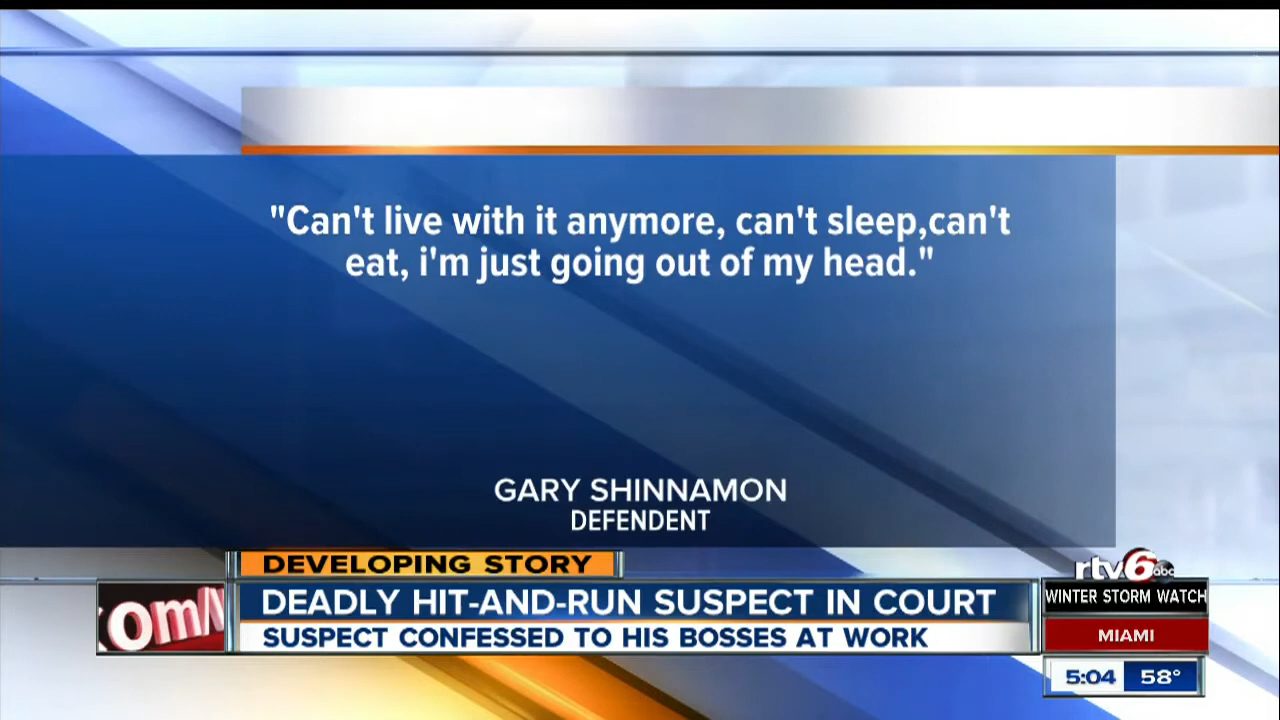 "Can't live with it anymore, can't sleep,can't
eat, i'm just going out of my head."
GARY SHINNAMON
DEFENDENT
DEVELOPING STORY
DEADLY HIT-AND-RUN SUSPECT IN COURT
SUSPECT CONFESSED TO HIS BOSSES AT WORK
om/
rtv6 abc
WINTER STORM WATCH
MIAMI
5:04 58°